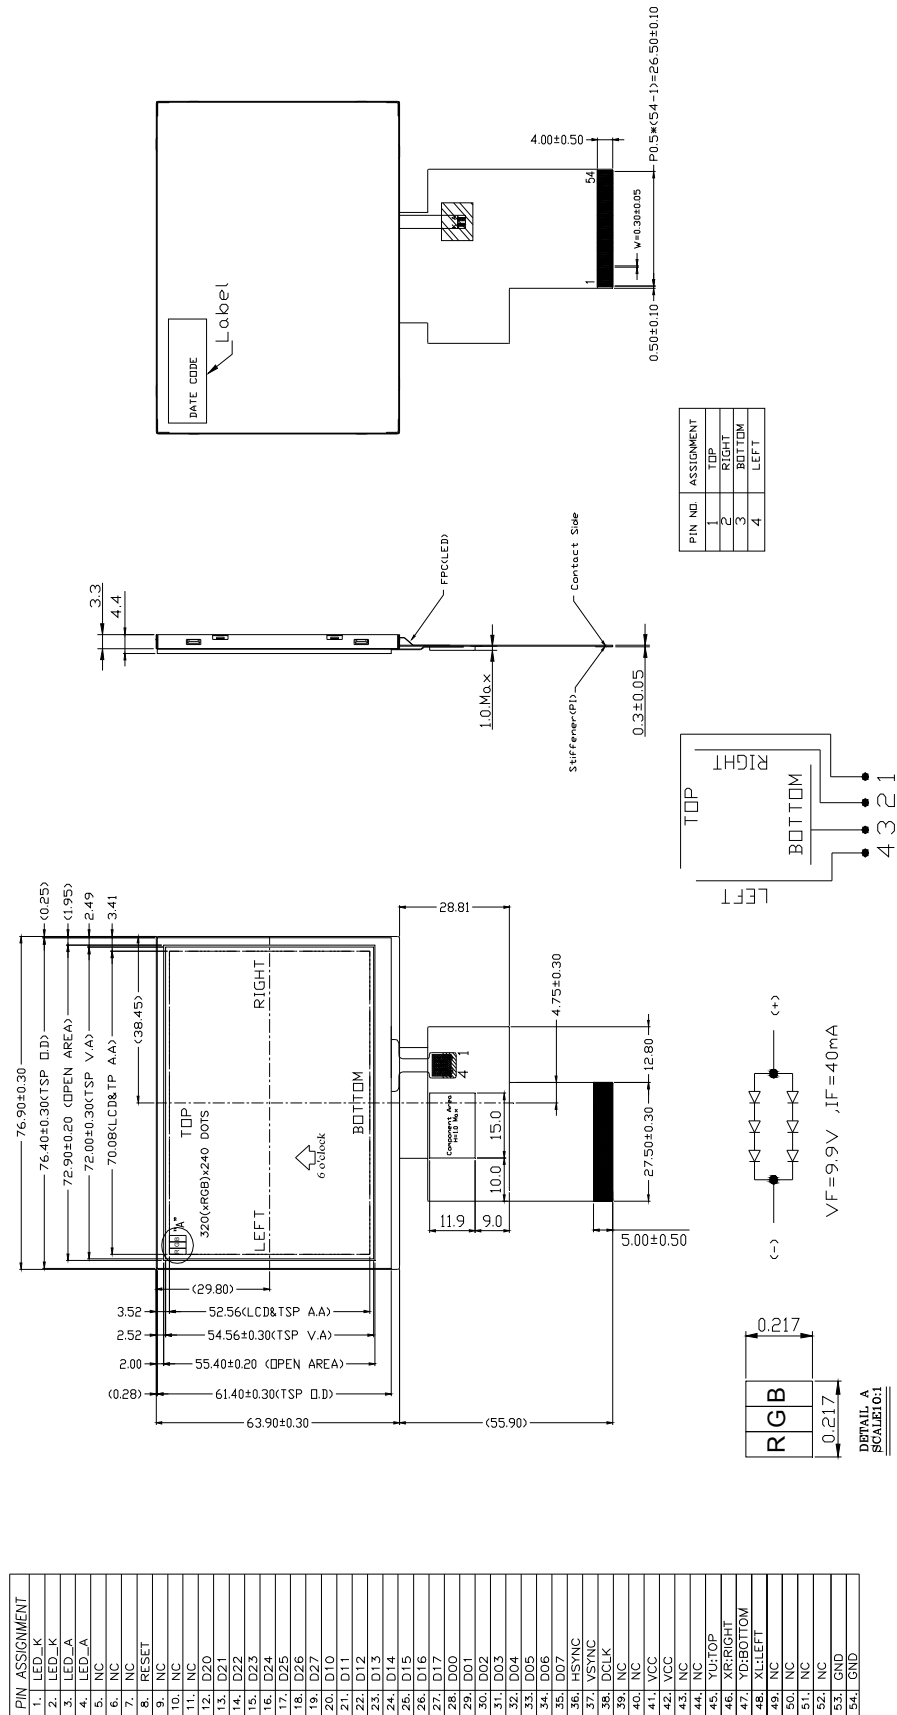 4.00±0.50
P0.5*(54-1)=26.50±0.10
W=0.30±0.05
0.50±0.10
54
1
DATE CODE
Label
PIN NO. ASSIGNMENT
1 TOP
2 RIGHT
3 BOTTOM
4 LEFT
3.3
4.4
FPC(LED)
1.0.Max
Contact Side
Stiffener(PI)
0.3±0.05
TOP
RIGHT
BOTTOM
LEFT
4 3 2 1
76.90±0.30
76.40±0.30(TSP O.D)
(0.25)
72.90±0.20 (OPEN AREA)
(1.95)
72.00±0.30(TSP V.A)
2.49
70.08(LCD&TP A.A)
3.41
(38.45)
TOP
320(xRGB)x240 DOTS
RGB
"A"
LEFT
RIGHT
BOTTOM
6 o'clock
(29.80)
3.52
52.56(LCD&TSP A.A)
2.52
54.56±0.30(TSP V.A)
2.00
55.40±0.20 (OPEN AREA)
(0.28)
61.40±0.30(TSP O.D)
63.90±0.30
(55.90)
28.81
4.75±0.30
12.80
4 1
Component Area
H=1.0 Max
15.0
10.0
27.50±0.30
11.9
9.0
5.00±0.50
(+)
(-)
VF=9.9V ,IF=40mA
0.217
R G B
0.217
DETAIL A
SCALE10:1
PIN ASSIGNMENT
1. LED_K
2. LED_K
3. LED_A
4. LED_A
5. NC
6. NC
7. NC
8. RESET
9. NC
10. NC
11. NC
12. D20
13. D21
14. D22
15. D23
16. D24
17. D25
18. D26
19. D27
20. D10
21. D11
22. D12
23. D13
24. D14
25. D15
26. D16
27. D17
28. D00
29. D01
30. D02
31. D03
32. D04
33. D05
34. D06
35. D07
36. HSYNC
37. VSYNC
38. DCLK
39. NC
40. NC
41. VCC
42. VCC
43. NC
44. NC
45. YU:TOP
46. XR:RIGHT
47. YD:BOTTOM
48. XL:LEFT
49. NC
50. NC
51. NC
52. NC
53. GND
54. GND